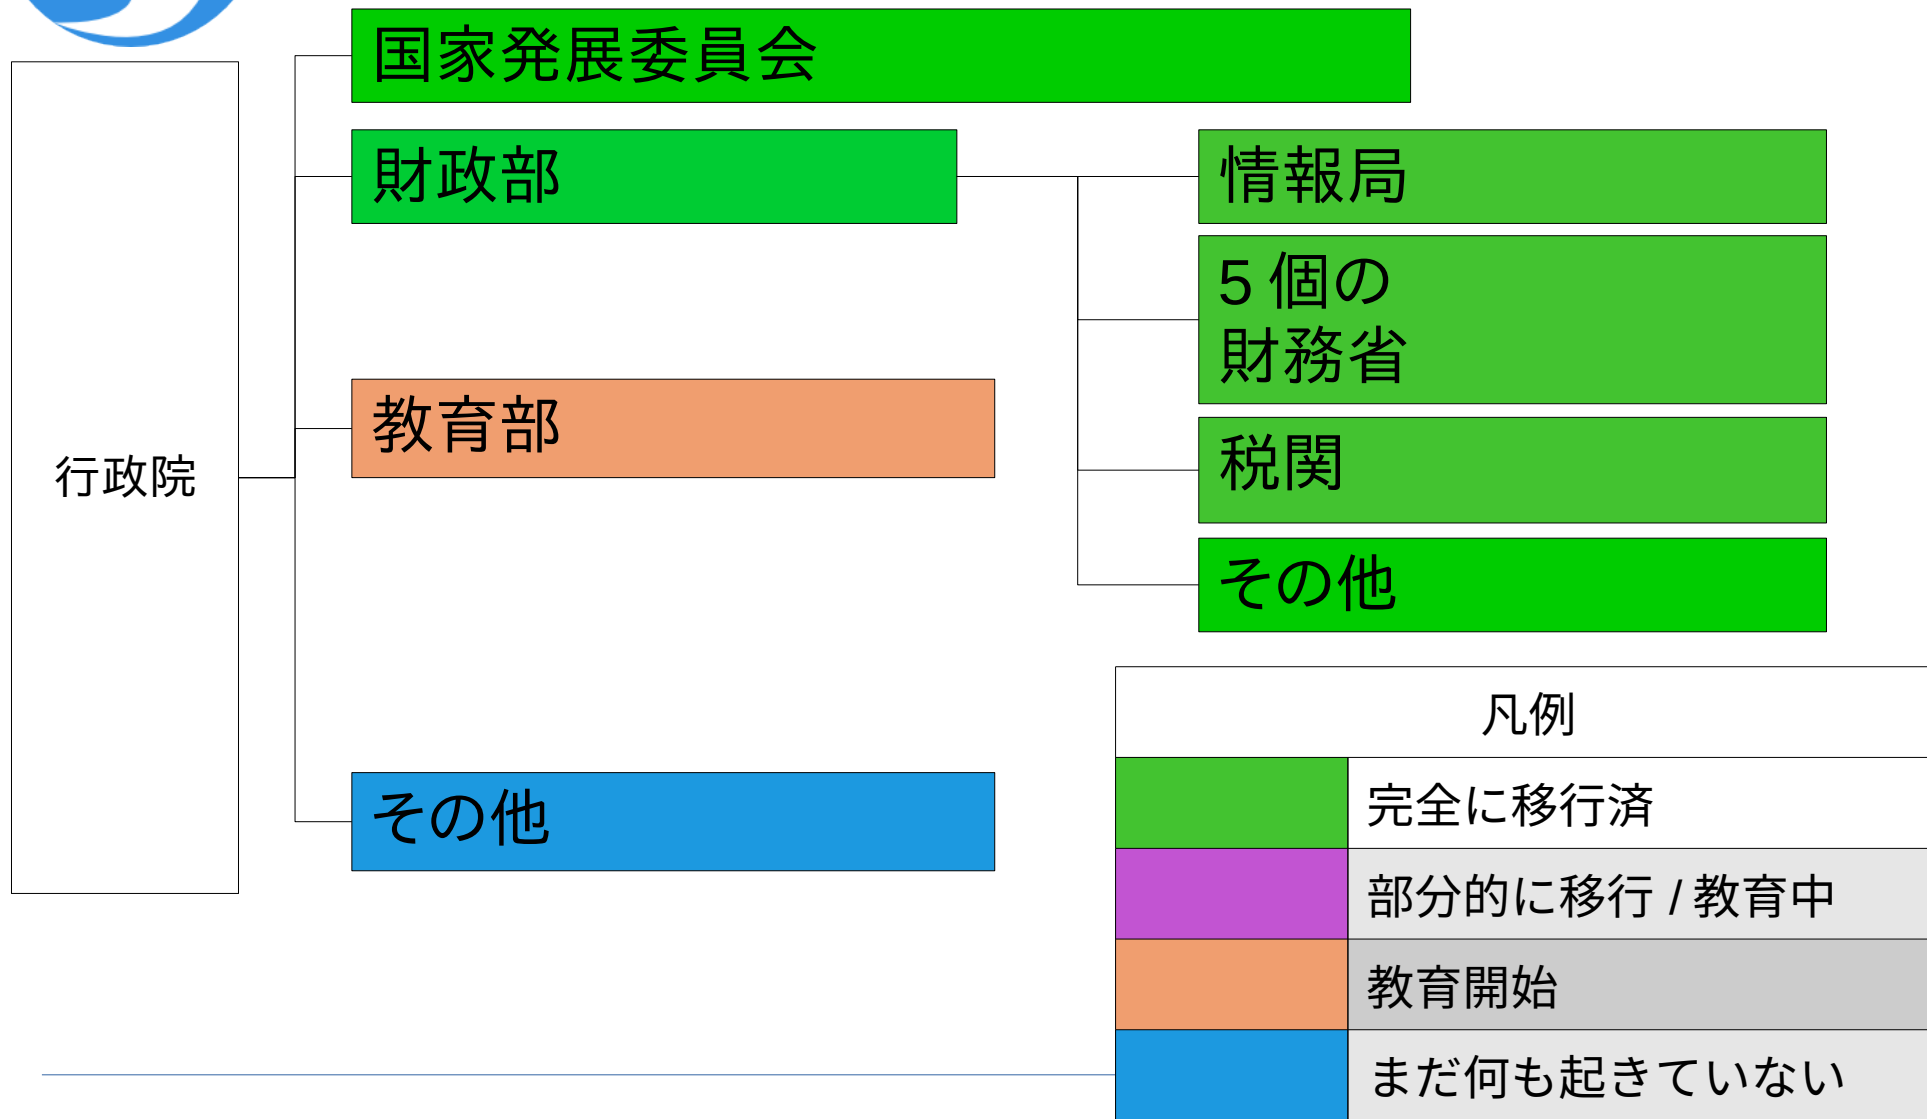 国家発展委員会
財政部
情報局
5 個の
財務省
教育部
税関
行政院
その他
その他
凡例
完全に移行済
部分的に移行 / 教育中
教育開始
まだ何も起きていない